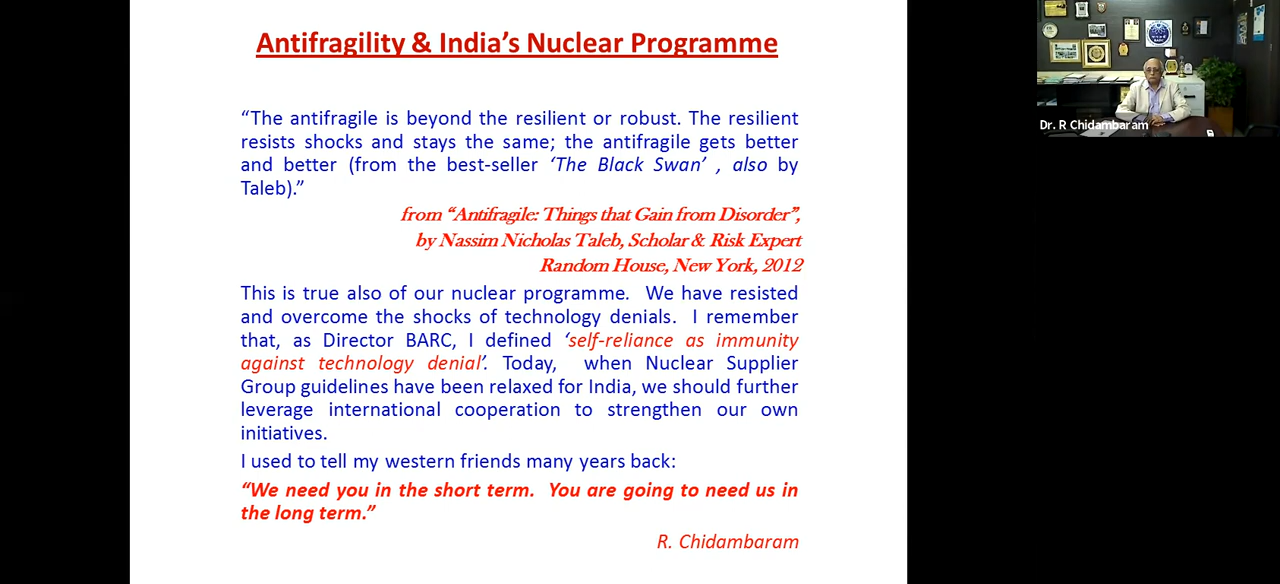 Antifragility & India’s Nuclear Programme
“The antifragile is beyond the resilient or robust. The resilient
resists shocks and stays the same; the antifragile gets better
and better (from the best-seller ‘The Black Swan’ , also by
Taleb).”
from “Antifragile: Things that Gain from Disorder”,
by Nassim Nicholas Taleb, Scholar & Risk Expert
Random House, New York, 2012
This is true also of our nuclear programme. We have resisted
and overcome the shocks of technology denials. I remember
that, as Director BARC, I defined ‘self-reliance as immunity
against technology denial’. Today, when Nuclear Supplier
Group guidelines have been relaxed for India, we should further
leverage international cooperation to strengthen our own
initiatives.
I used to tell my western friends many years back:
“We need you in the short term. You are going to need us in
the long term.”
R. Chidambaram
Dr. R Chidambaram